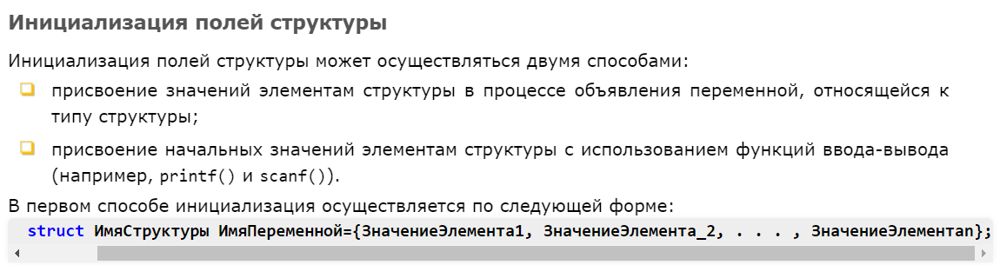 Инициализация полей структуры
Инициализация полей структуры может осуществляться двумя способами:
присвоение значений элементам структуры в процессе объявления переменной, относящейся к
типу структуры;
присвоение начальных значений элементам структуры с использованием функций ввода-вывода
(например, printf() и scanf()).
В первом способе инициализация осуществляется по следующей форме:
struct ИмяСтруктуры ИмяПеременной={ЗначениеЭлемента1, ЗначениеЭлемента_2, . . . , ЗначениеЭлементаn};